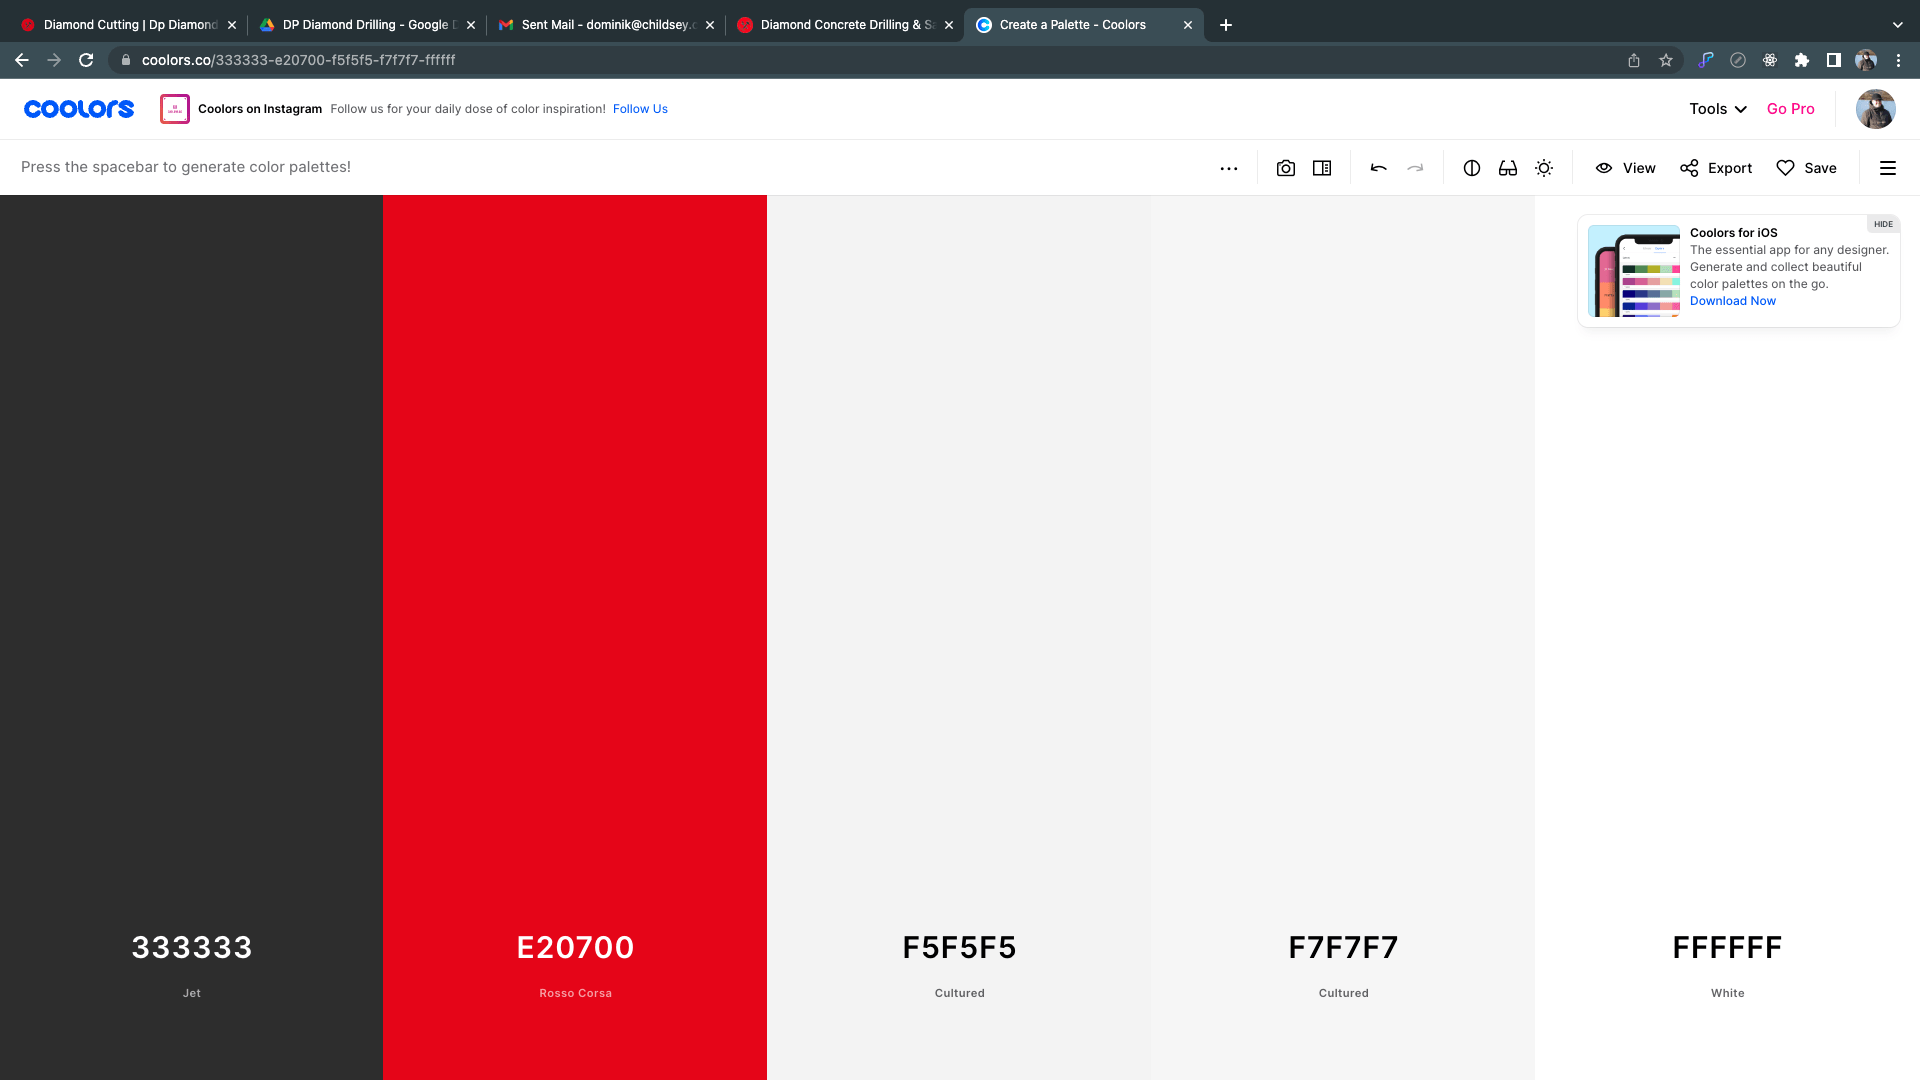 Diamond Cutting | Dp Diamond
DP Diamond Drilling - Google D
Sent Mail - dominik@childsey.c
Diamond Concrete Drilling & Sa
Create a Palette - Coolors
coolors.co/333333-e20700-f5f5f5-f7f7f7-ffffff
coolors
Coolors on Instagram Follow us for your daily dose of color inspiration! Follow Us
Tools
Go Pro
Press the spacebar to generate color palettes!
View
Export
Save
HIDE
Coolors for iOS
The essential app for any designer.
Generate and collect beautiful
color palettes on the go.
Download Now
333333
Jet
E20700
Rosso Corsa
F5F5F5
Cultured
F7F7F7
Cultured
FFFFFF
White